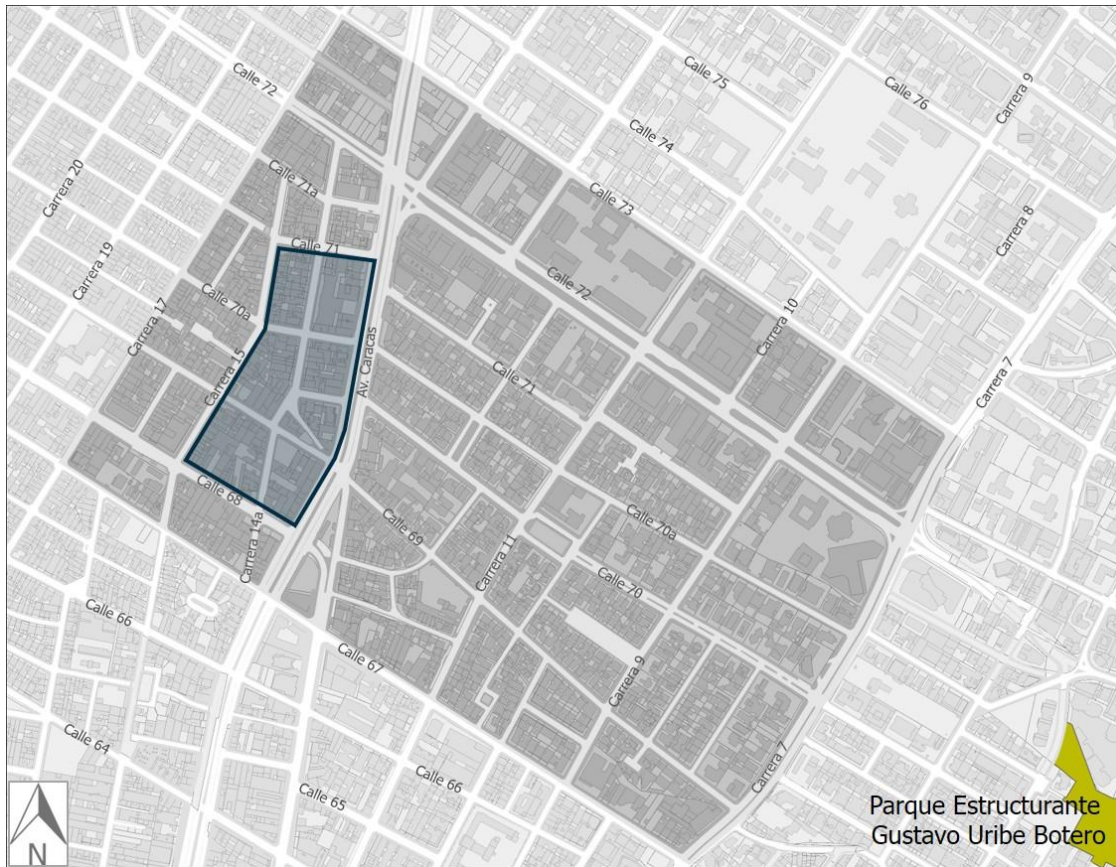 Calle 72
Calle 75
Calle 76
Carrera 9
Calle 74
Carrera 20
Calle 71a
Calle 73
Carrera 8
Calle 71
Carrera 19
Calle 72
Calle 70a
Carrera 17
Carrera 10
Av. Caracas
Carrera 7
Carrera 15
Calle 71
Calle 68
Calle 69
Calle 70a
Carrera 14a
Carrera 11
Calle 70
Calle 66
Calle 67
Carrera 9
Calle 64
Calle 66
Carrera 7
Calle 65
Parque Estructurante
Gustavo Uribe Botero
N